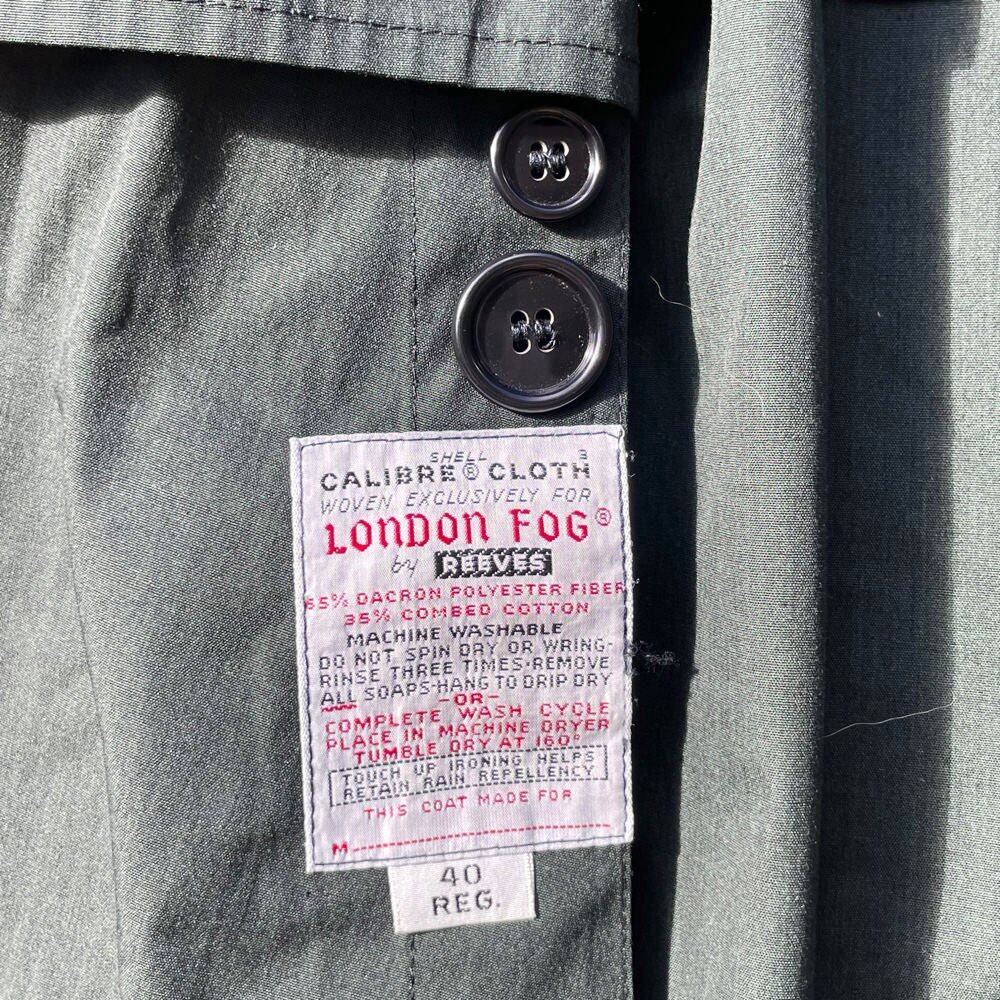 SHELL 3
CALIBRE® CLOTH
WOVEN EXCLUSIVELY FOR
LONDON FOG®
by REEVES
65% DACRON POLYESTER FIBER
35% COMBED COTTON
MACHINE WASHABLE
DO NOT SPIN DRY OR WRING-
RINSE THREE TIMES·REMOVE
ALL SOAPS-HANG TO DRIP DRY
-OR-
COMPLETE WASH CYCLE
PLACE IN MACHINE DRYER
TUMBLE DRY AT 160°
TOUCH UP IRONING HELPS
RETAIN RAIN REPELLENCY
THIS COAT MADE FOR
M
40
REG.